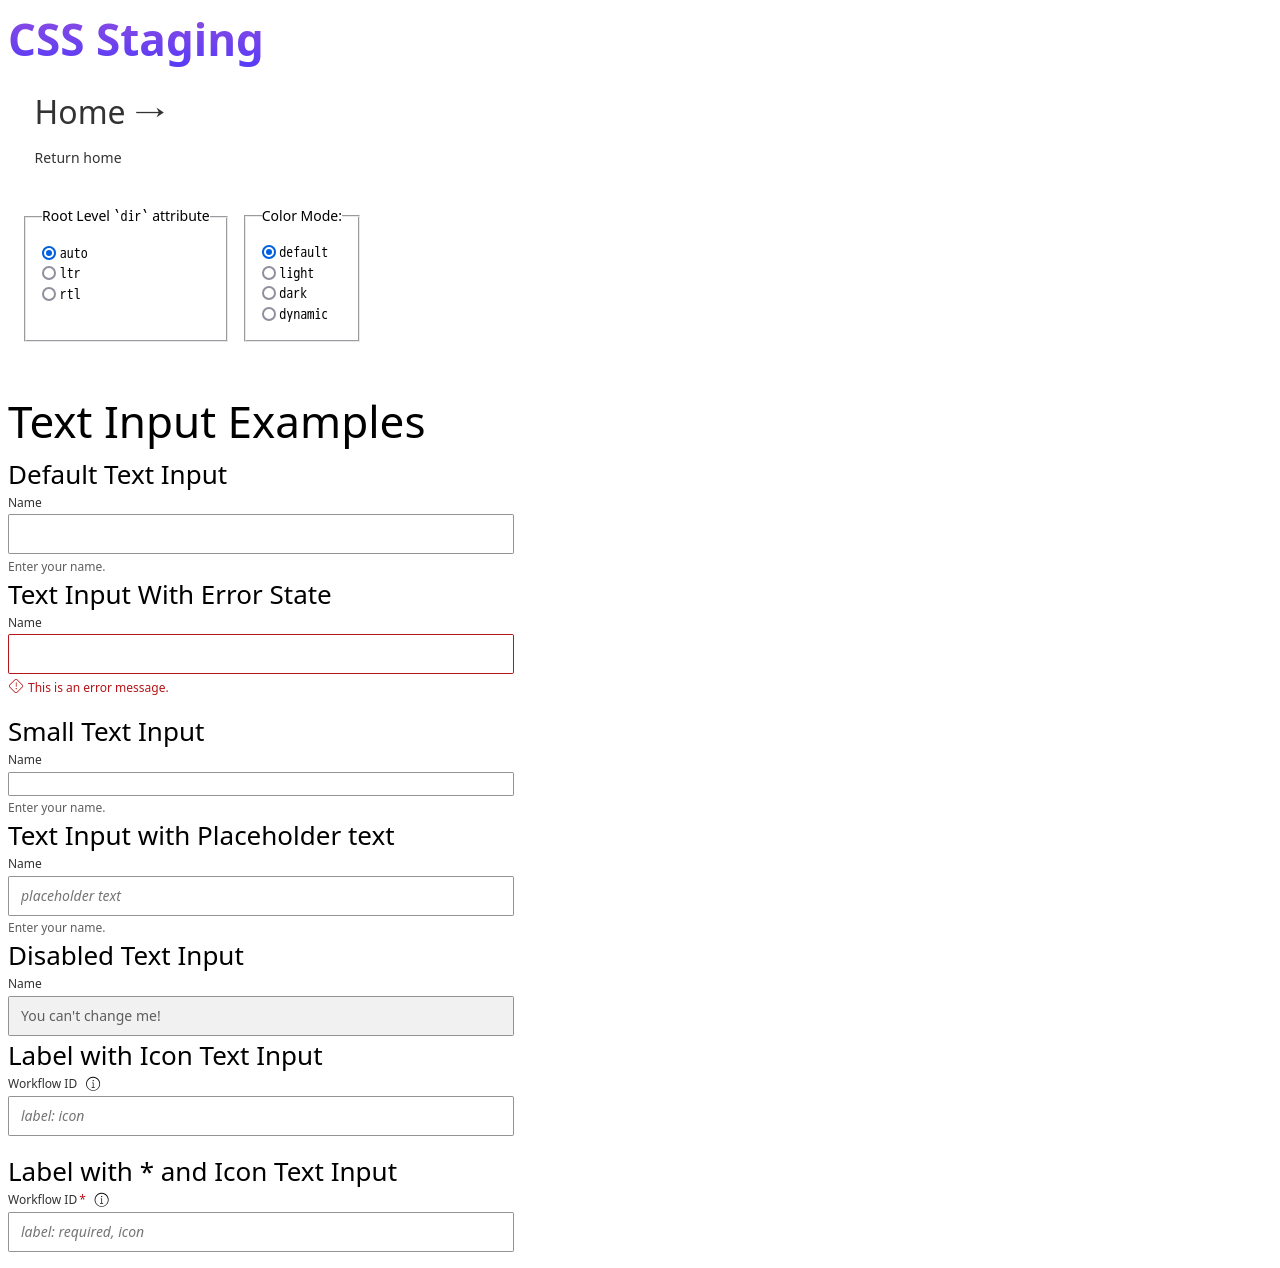 CSS Staging
Home →
Return home
Root Level `dir` attribute
auto
ltr
rtl
Color Mode:
default
light
dark
dynamic
Text Input Examples
Default Text Input
Name
Enter your name.
Text Input With Error State
Name
This is an error message.
Small Text Input
Name
Enter your name.
Text Input with Placeholder text
Name
placeholder text
Enter your name.
Disabled Text Input
Name
You can't change me!
Label with Icon Text Input
Workflow ID
label: icon
Label with * and Icon Text Input
Workflow ID *
label: required, icon